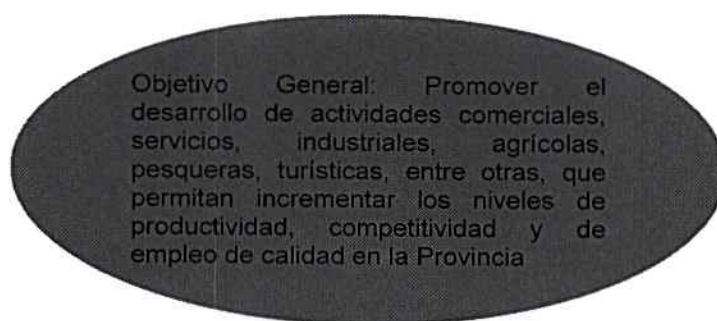 Objetivo General: Promover el
desarrollo de actividades comerciales,
servicios, industriales, agrícolas,
pesqueras, turísticas, entre otras, que
permitan incrementar los niveles de
productividad, competitividad y de
empleo de calidad en la Provincia